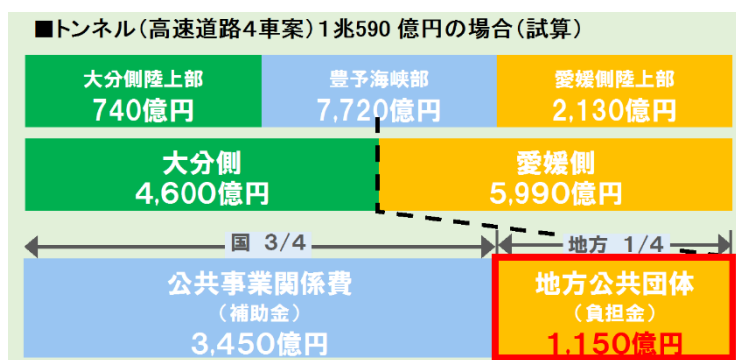 ■トンネル(高速道路4車案)1兆590 億円の場合(試算)
大分側陸上部
740億円
豊予海峡部
7,720億円
愛媛側陸上部
2,130億円
大分側
4,600億円
愛媛側
5,990億円
国 3/4
地方 1/4
公共事業関係費
(補助金)
3,450億円
地方公共団体
(負担金)
1,150億円